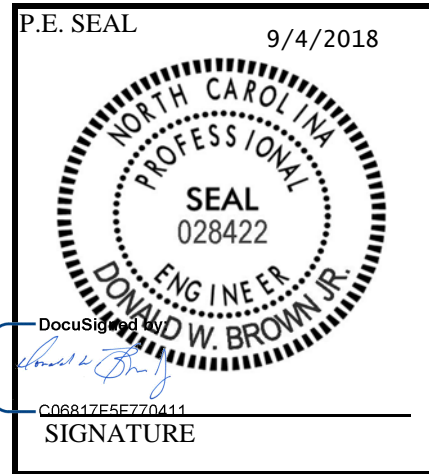 P.E. SEAL
9/4/2018
NORTH CAROLINA
PROFESSIONAL
SEAL
028422
ENGINEER
DONALD W. BROWN JR.
DocuSigned by:
C06817E5F770411
SIGNATURE